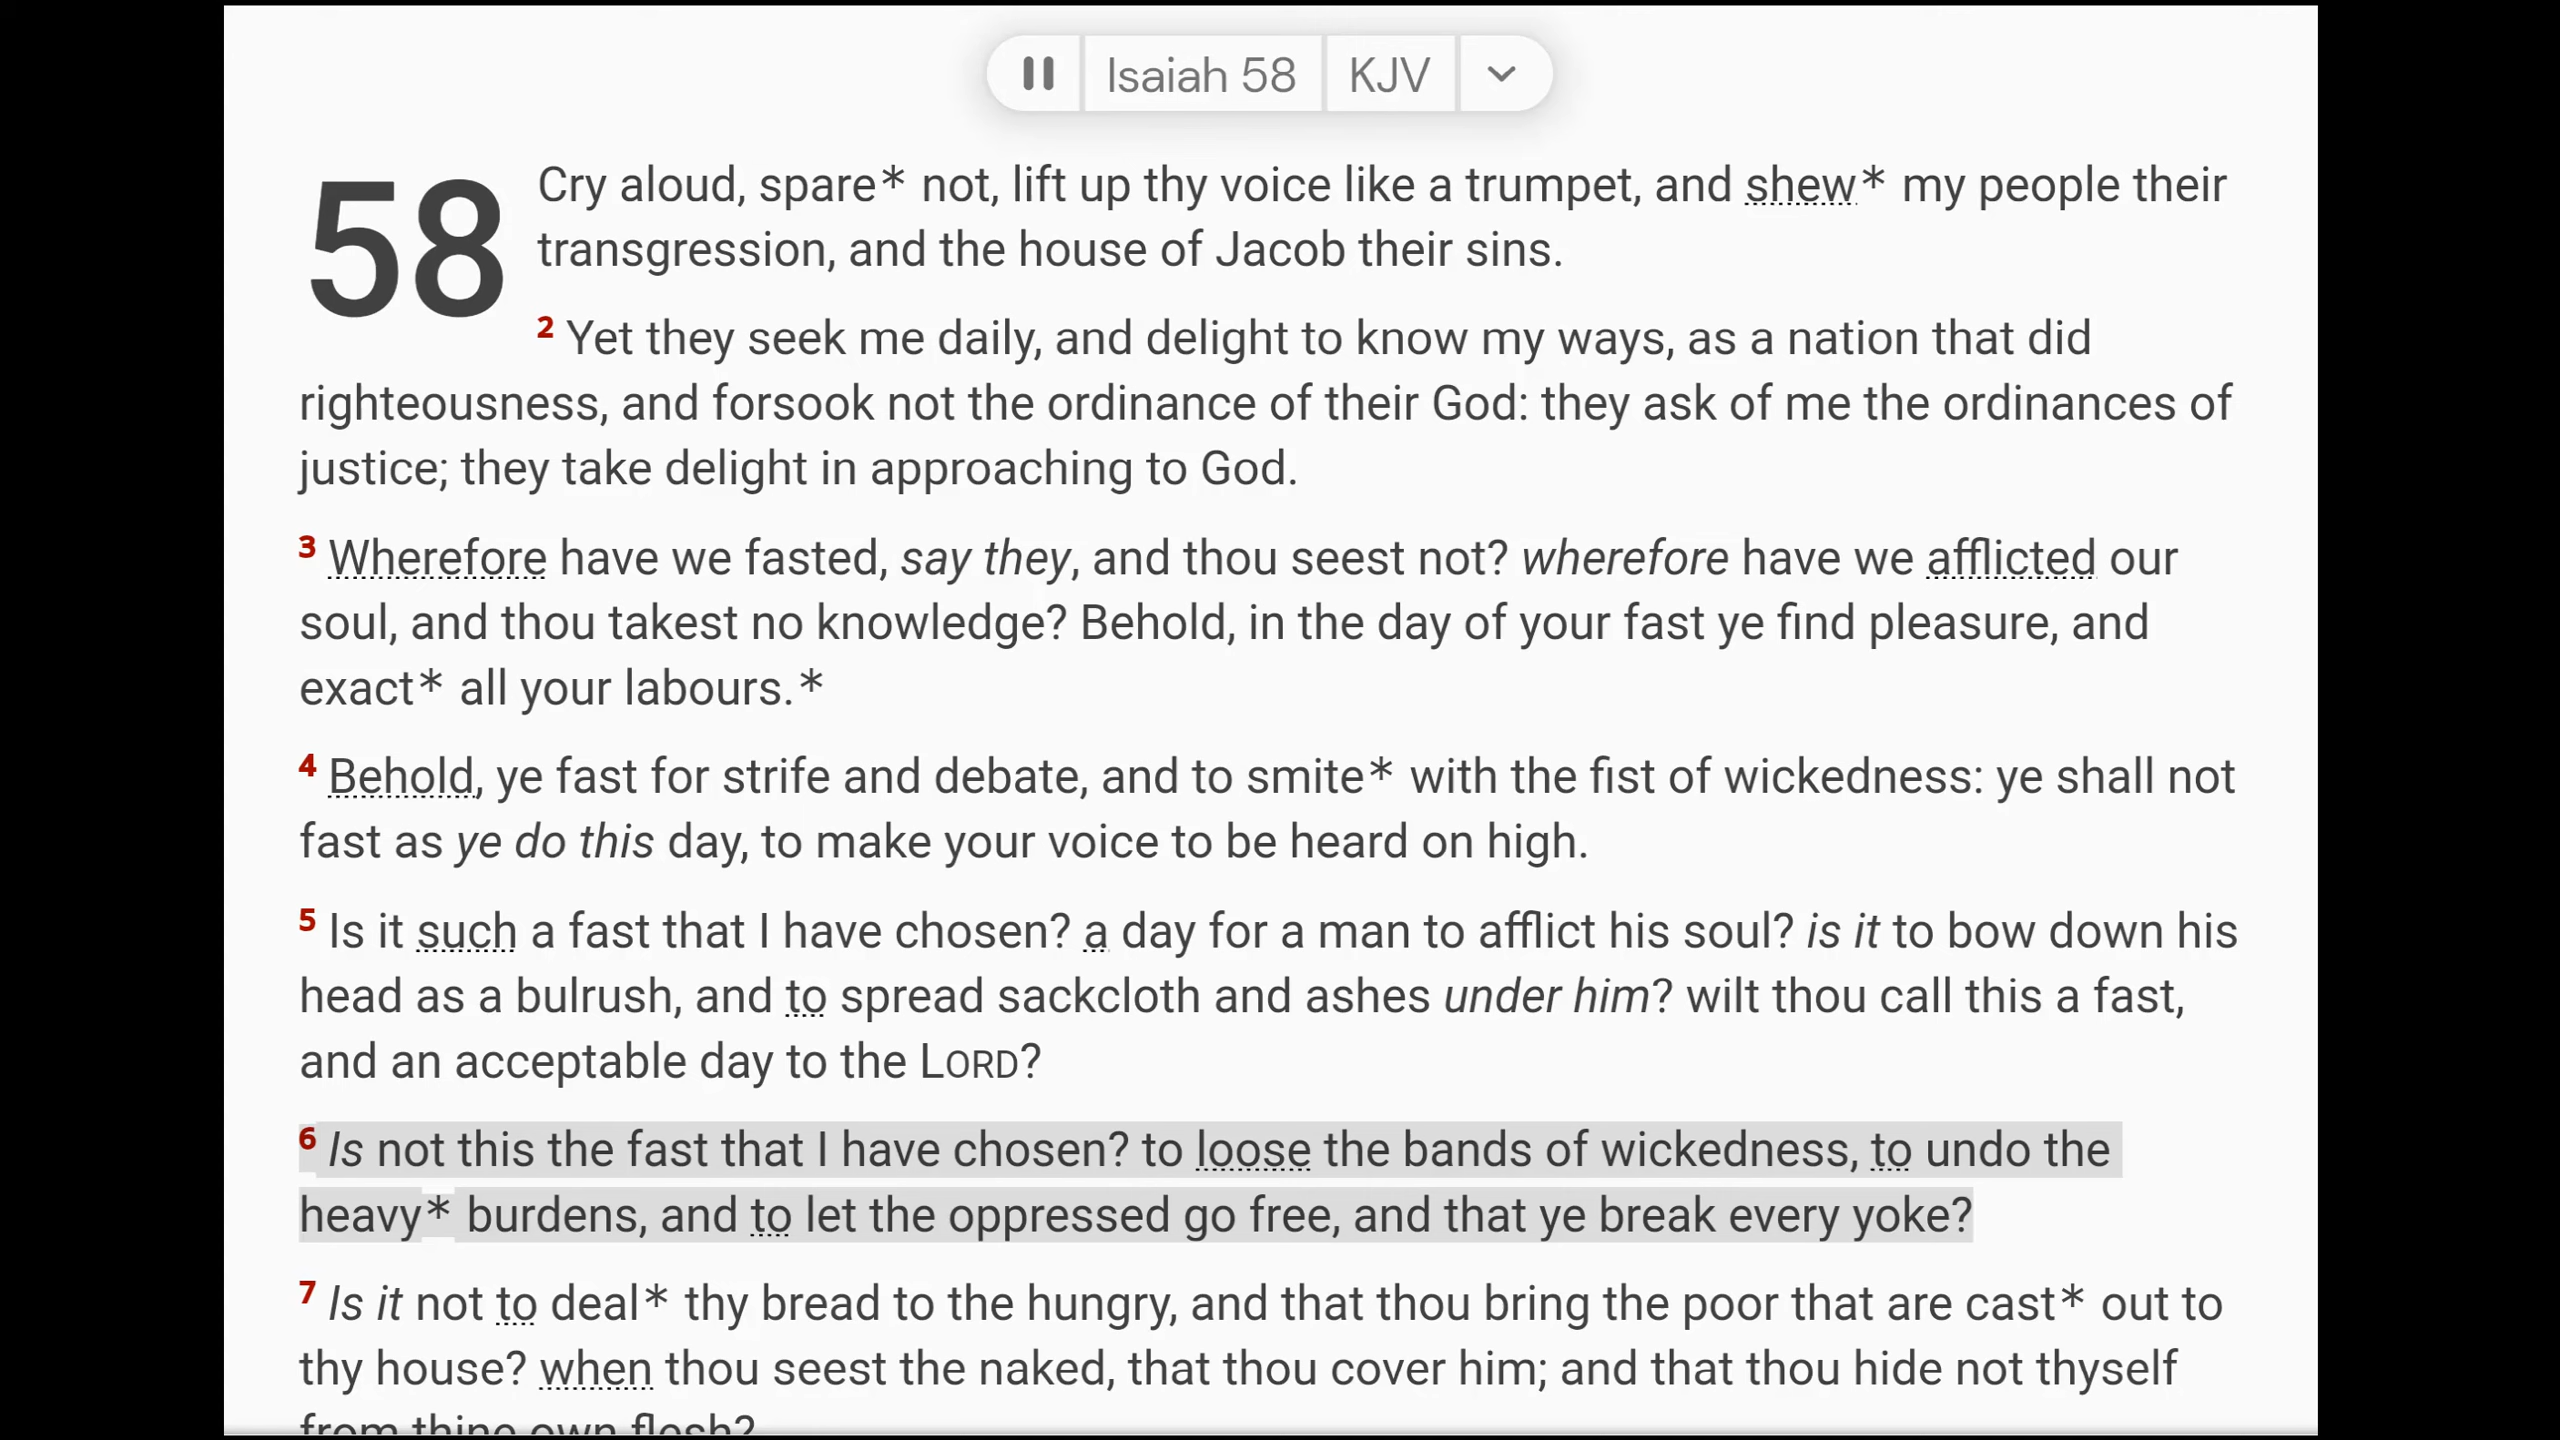 Isaiah 58 KJV
58 Cry aloud, spare* not, lift up thy voice like a trumpet, and shew* my people their
transgression, and the house of Jacob their sins.
2 Yet they seek me daily, and delight to know my ways, as a nation that did
righteousness, and forsook not the ordinance of their God: they ask of me the ordinances of
justice; they take delight in approaching to God.
3 Wherefore have we fasted, say they, and thou seest not? wherefore have we afflicted our
soul, and thou takest no knowledge? Behold, in the day of your fast ye find pleasure, and
exact* all your labours.*
4 Behold, ye fast for strife and debate, and to smite* with the fist of wickedness: ye shall not
fast as ye do this day, to make your voice to be heard on high.
5 Is it such a fast that I have chosen? a day for a man to afflict his soul? is it to bow down his
head as a bulrush, and to spread sackcloth and ashes under him? wilt thou call this a fast,
and an acceptable day to the LORD?
6 Is not this the fast that I have chosen? to loose the bands of wickedness, to undo the
heavy* burdens, and to let the oppressed go free, and that ye break every yoke?
7 Is it not to deal* thy bread to the hungry, and that thou bring the poor that are cast* out to
thy house? when thou seest the naked, that thou cover him; and that thou hide not thyself
from thine own flesh?